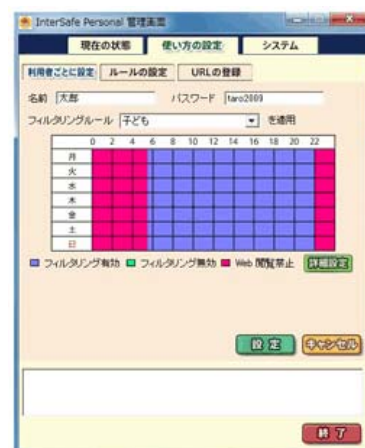 InterSafe Personal 管理画面
現在の状態 使い方の設定 システム
利用者ごとに設定 ルールの設定 URLの登録
名前 太郎 パスワード taro2009
フィルタリングルール 子ども を適用
0 2 4 6 8 10 12 14 16 18 20 22
月
火
水
木
金
土
日
フィルタリング有効 フィルタリング無効 Web 閲覧禁止 詳細設定
設 定 キャンセル
終 了